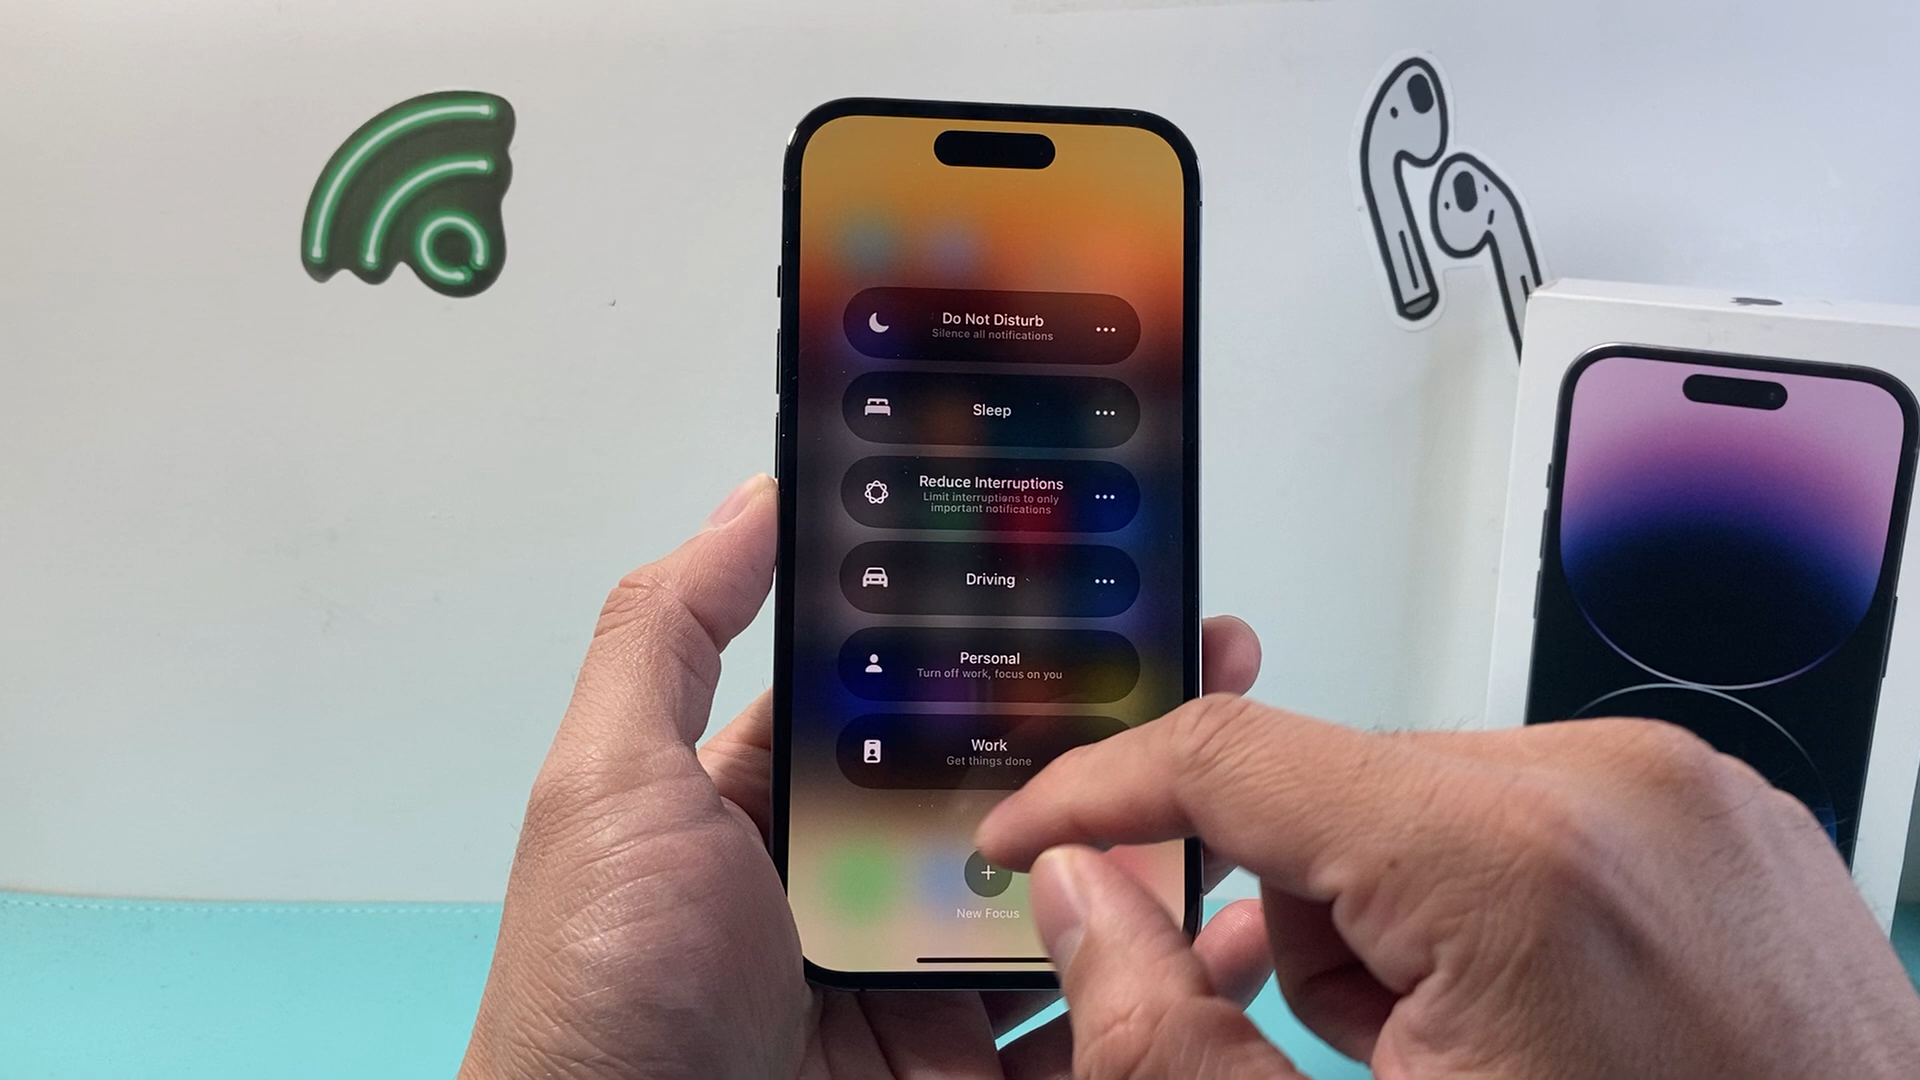 Do Not Disturb
Silence all notifications
Sleep
Reduce Interruptions
Limit interruptions to only
important notifications
Driving
Personal
Turn off work, focus on you
Work
Get things done
New Focus